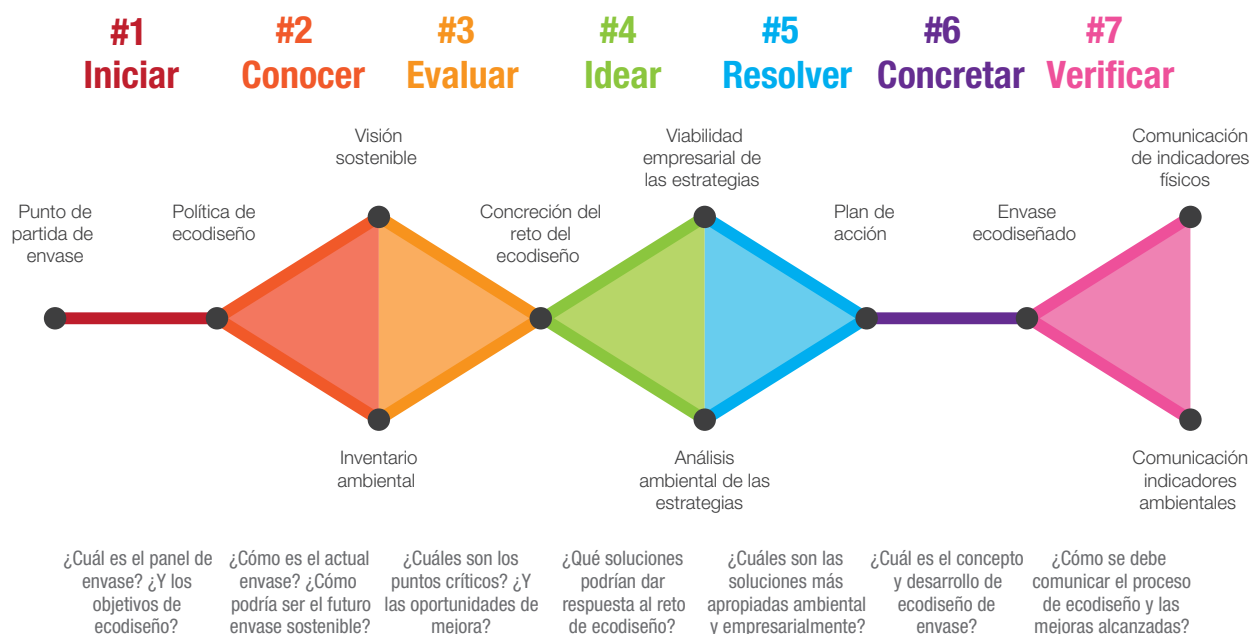 #1
Iniciar
#2
Conocer
#3
Evaluar
#4
Idear
#5
Resolver
#6
Concretar
#7
Verificar
Punto de
partida de
envase
Política de
ecodiseño
Visión
sostenible
Inventario
ambiental
Concreción del
reto del
ecodiseño
Viabilidad
empresarial de
las estrategias
Análisis
ambiental de las
estrategias
Plan de
acción
Envase
ecodiseñado
Comunicación
de indicadores
físicos
Comunicación
indicadores
ambientales
¿Cuál es el panel de
envase? ¿Y los
objetivos de
ecodiseño?
¿Cómo es el actual
envase? ¿Cómo
podría ser el futuro
envase sostenible?
¿Cuáles son los
puntos críticos? ¿Y
las oportunidades de
mejora?
¿Qué soluciones
podrían dar
respuesta al reto
de ecodiseño?
¿Cuáles son las
soluciones más
apropiadas ambiental
y empresarialmente?
¿Cuál es el concepto
y desarrollo de
ecodiseño de
envase?
¿Cómo se debe
comunicar el proceso
de ecodiseño y las
mejoras alcanzadas?